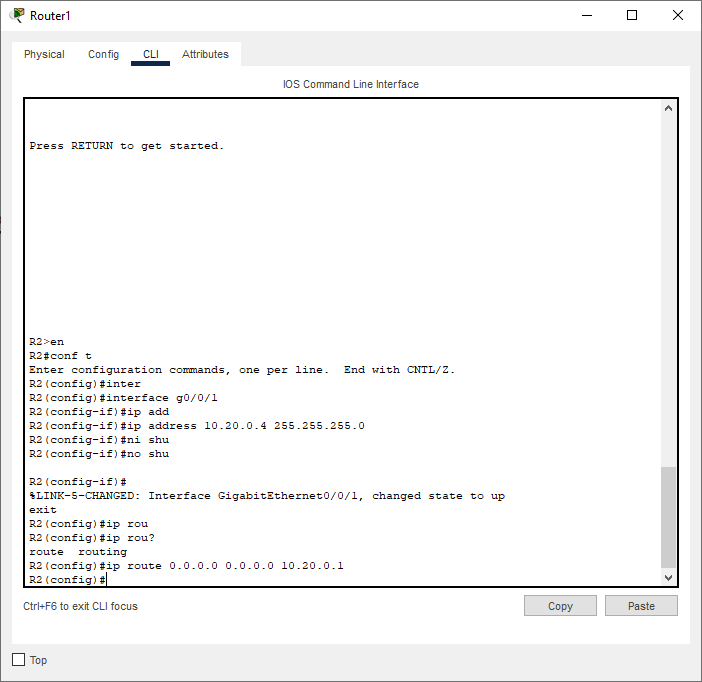 Router1
Physical Config CLI Attributes
IOS Command Line Interface
Press RETURN to get started.
R2>en
R2#conf t
Enter configuration commands, one per line.  End with CNTL/Z.
R2(config)#inter
R2(config)#interface g0/0/1
R2(config-if)#ip add
R2(config-if)#ip address 10.20.0.4 255.255.255.0
R2(config-if)#ni shu
R2(config-if)#no shu
R2(config-if)#
%LINK-5-CHANGED: Interface GigabitEthernet0/0/1, changed state to up
exit
R2(config)#ip rou
R2(config)#ip rou?
route  routing
R2(config)#ip route 0.0.0.0 0.0.0.0 10.20.0.1
R2(config)#
Ctrl+F6 to exit CLI focus
Copy Paste
Top